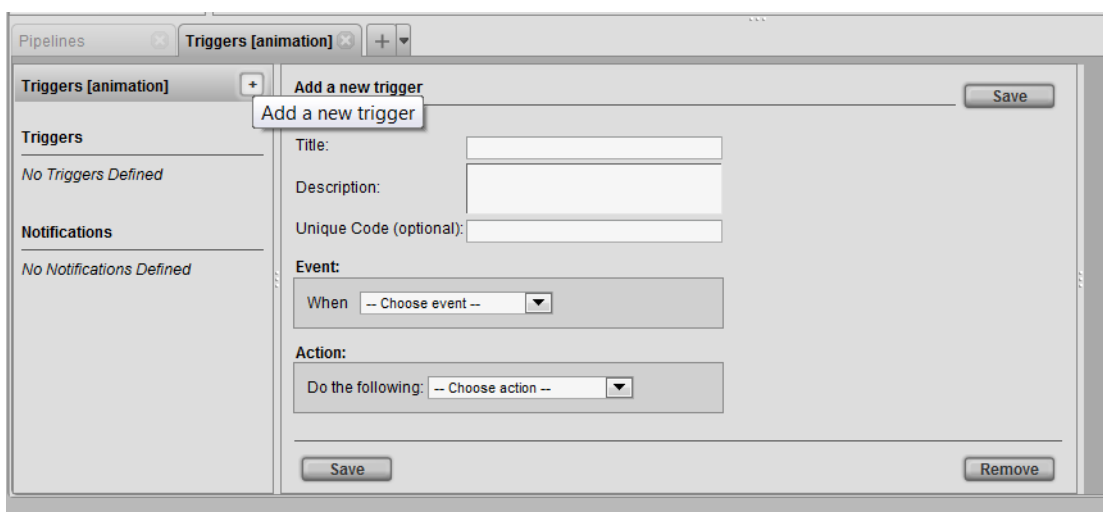 Pipelines
Triggers [animation]
Triggers [animation]
+
Add a new trigger
Save
Add a new trigger
Triggers
No Triggers Defined
Notifications
No Notifications Defined
Title:
Description:
Unique Code (optional):
Event:
When -- Choose event --
Action:
Do the following: -- Choose action --
Save
Remove